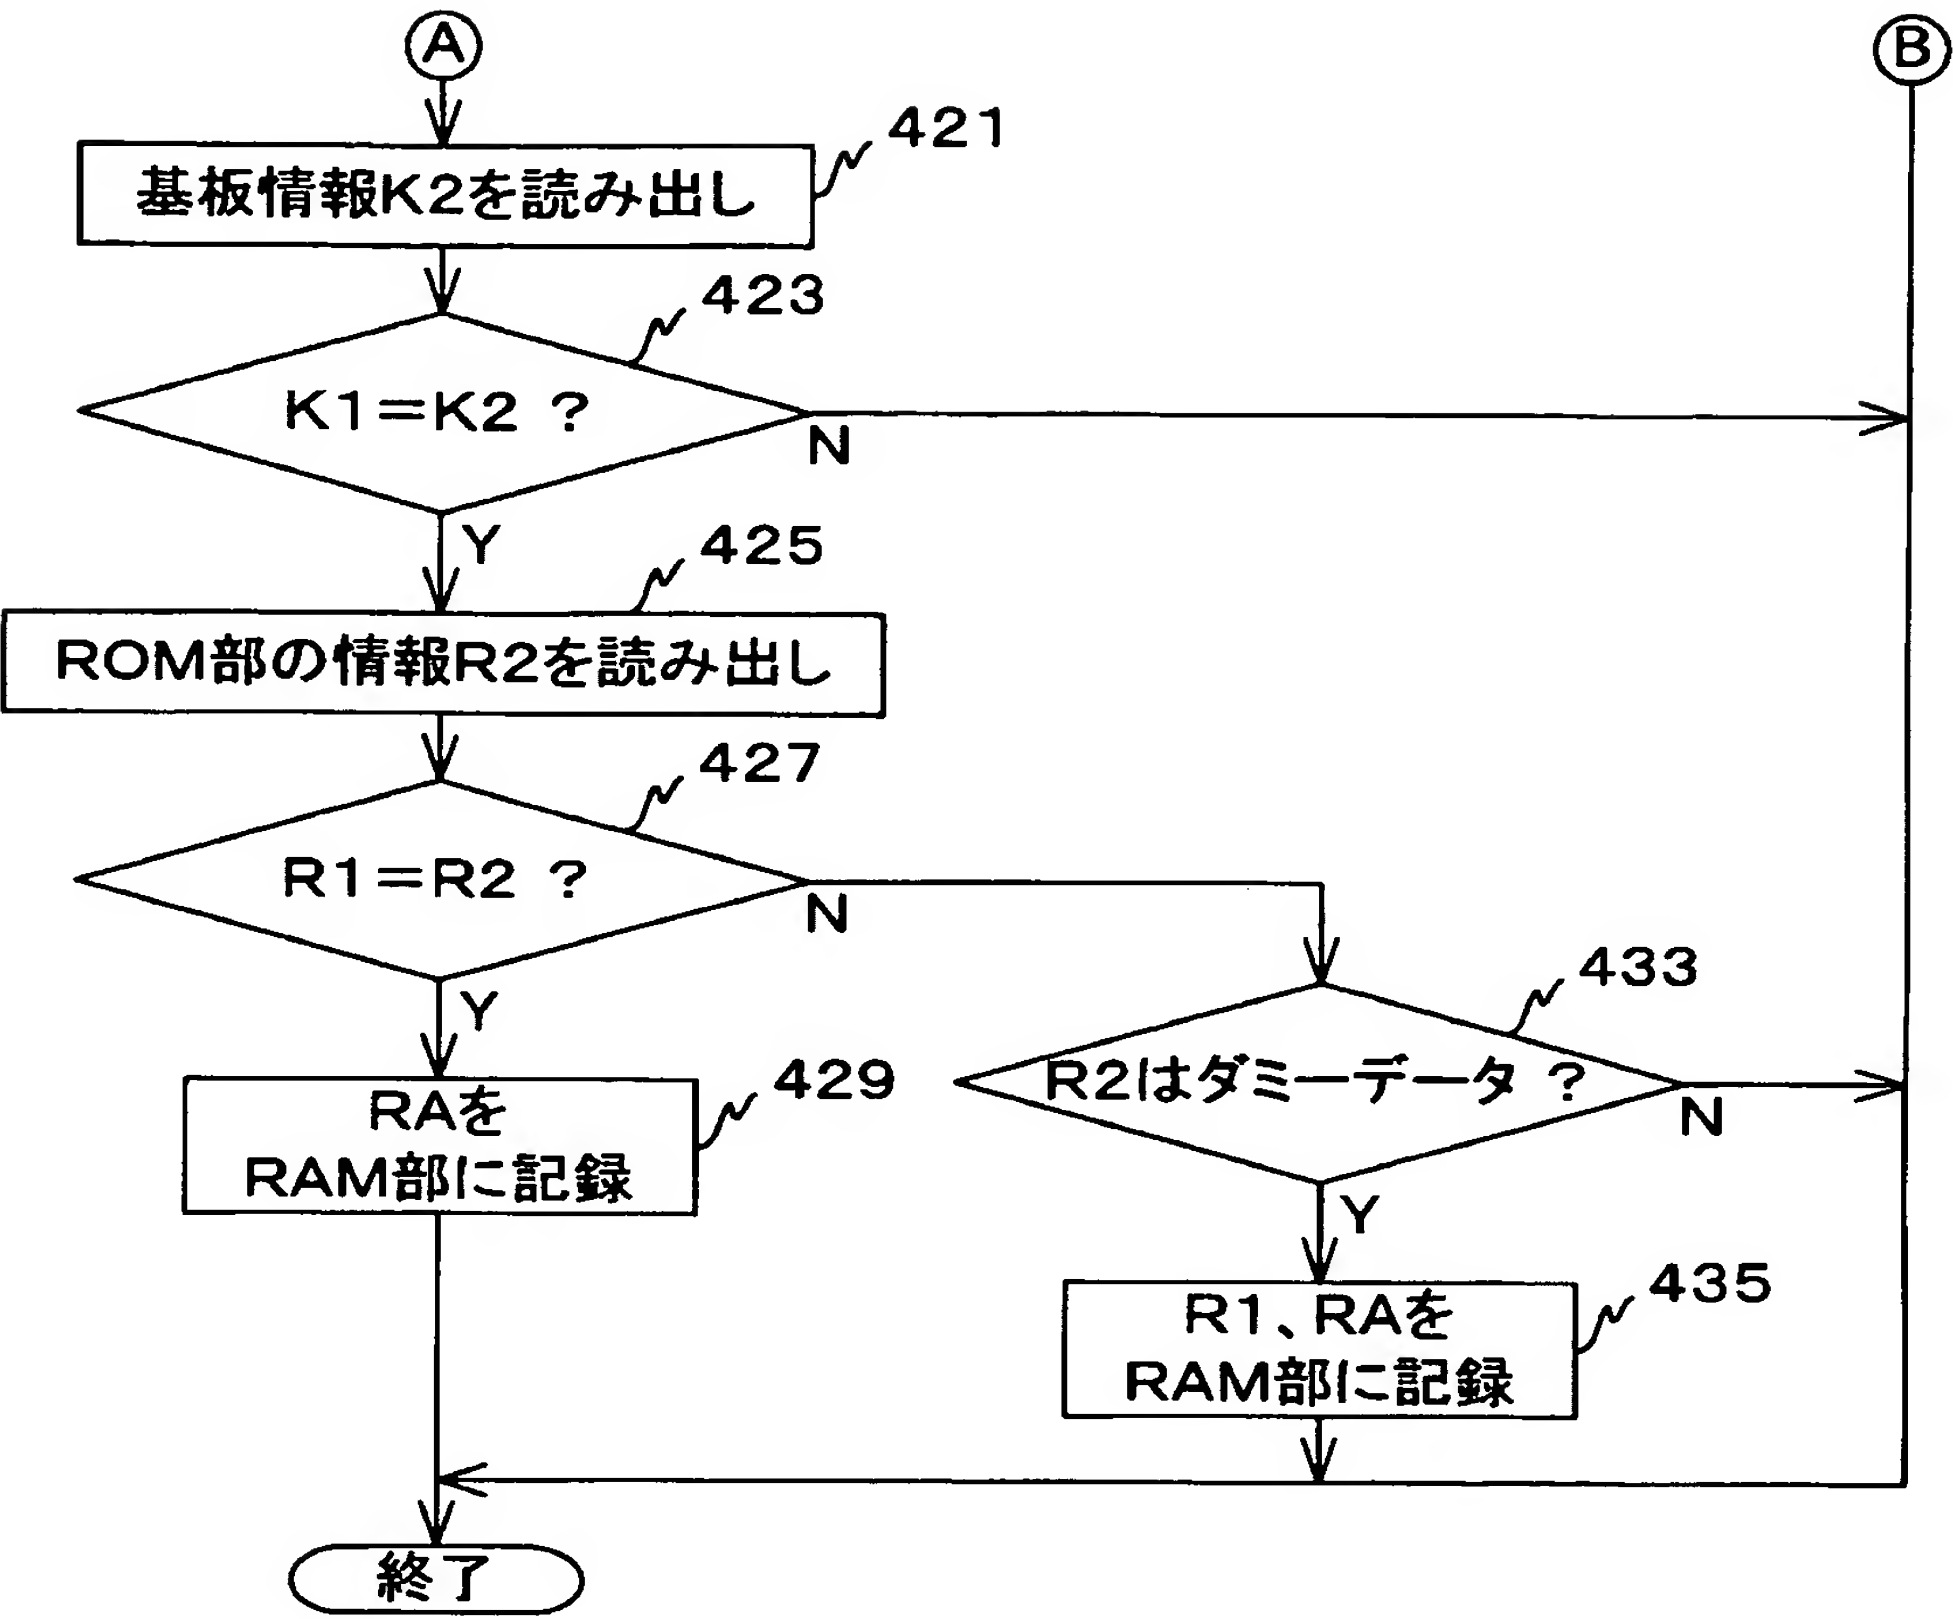 A
B
421
基板情報K2を読み出し
423
K1=K2 ?
N
Y
425
ROM部の情報R2を読み出し
427
R1=R2 ?
N
Y
433
R2はダミーデータ ?
N
429
RAを
RAM部に記録
Y
435
R1、RAを
RAM部に記録
終了